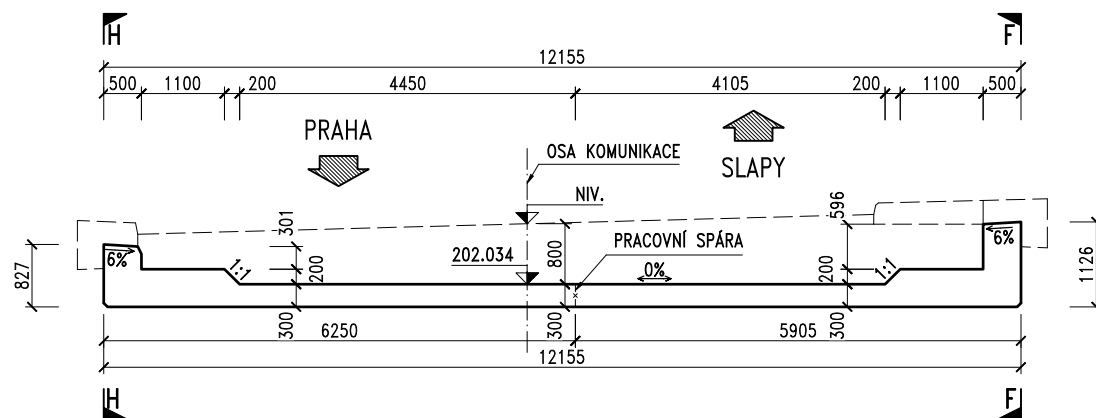 H F
12155
500 1100 200 4450 4105 200 1100 500
PRAHA
OSA KOMUNIKACE
SLAPY
NIV.
301
596
PRACOVNÍ SPÁRA
6%
6%
827
1:1
200
202.034
800
0%
200
1:1
1126
300
300
300
6250 5905
12155
H F